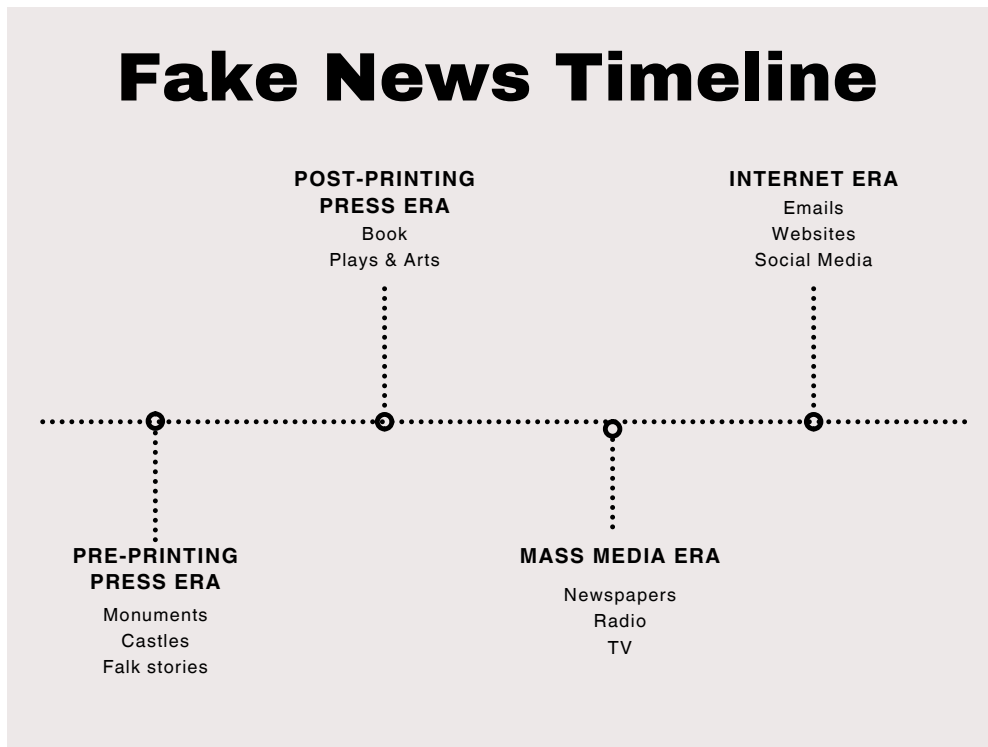 Fake News Timeline
POST-PRINTING
PRESS ERA
Book
Plays & Arts
INTERNET ERA
Emails
Websites
Social Media
PRE-PRINTING
PRESS ERA
Monuments
Castles
Falk stories
MASS MEDIA ERA
Newspapers
Radio
TV